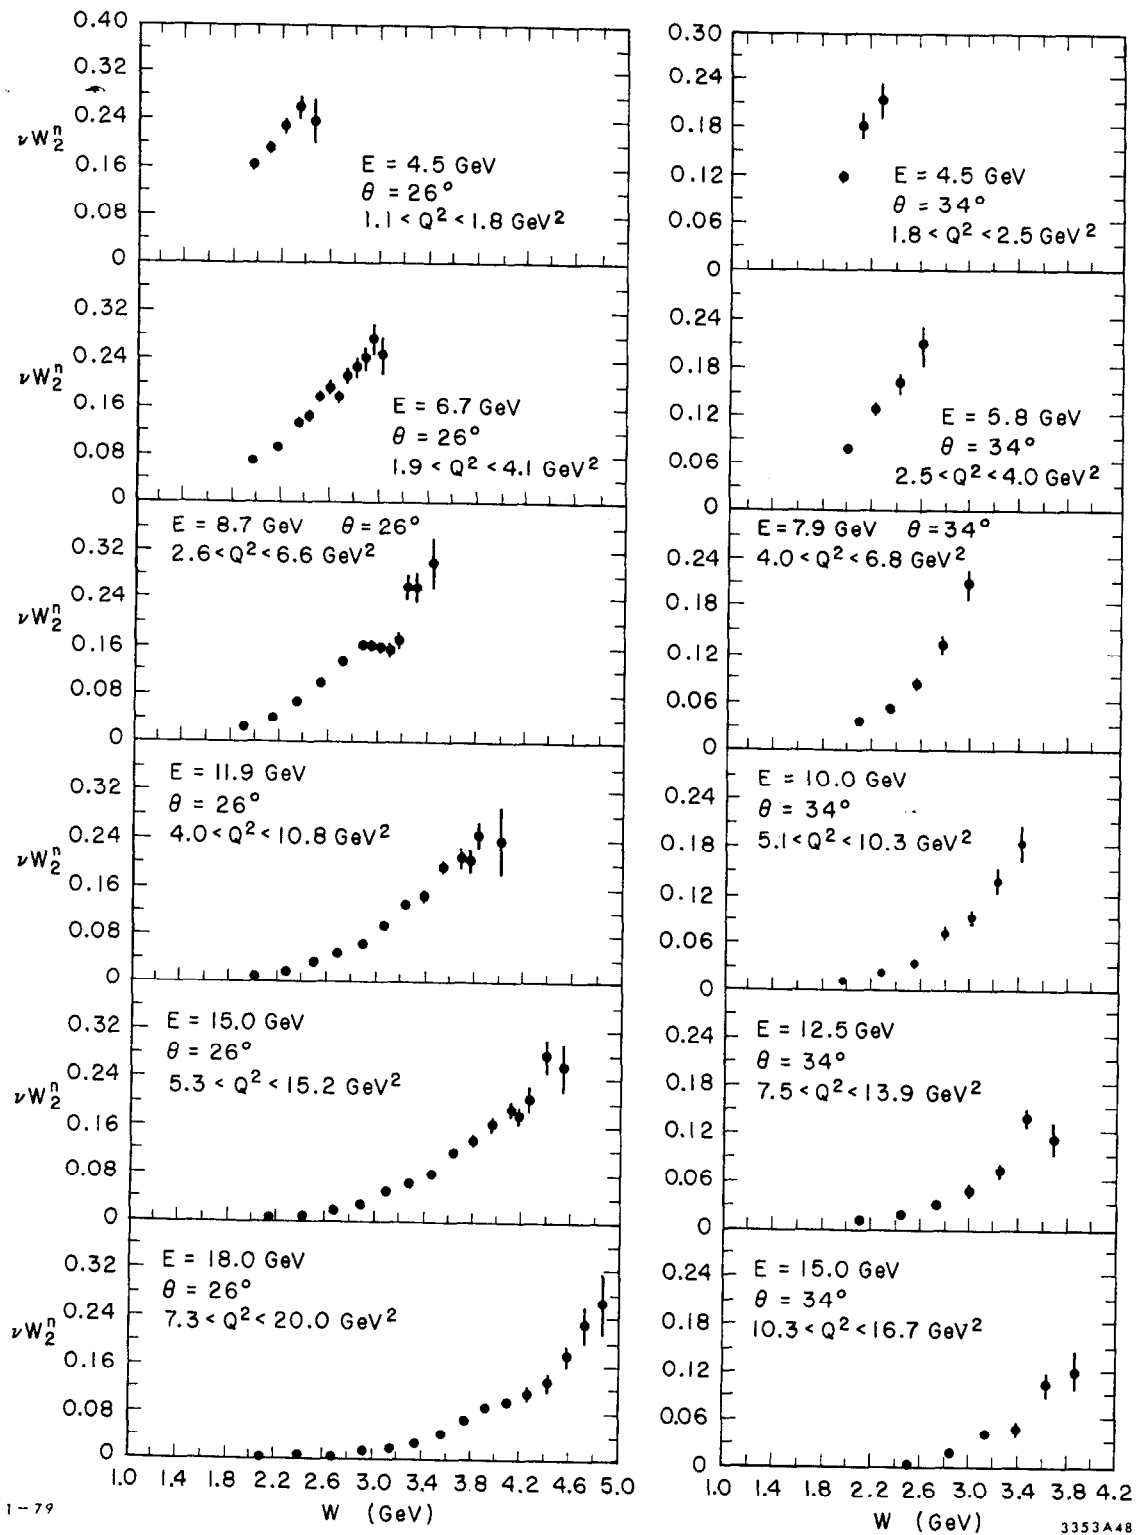 0.40
0.32
0.24
0.16
0.08
0
νW₂ⁿ
E = 4.5 GeV
θ = 26°
1.1 < Q² < 1.8 GeV²
0.32
0.24
0.16
0.08
0
νW₂ⁿ
E = 6.7 GeV
θ = 26°
1.9 < Q² < 4.1 GeV²
0.32
0.24
0.16
0.08
0
νW₂ⁿ
E = 8.7 GeV θ = 26°
2.6 < Q² < 6.6 GeV²
0.32
0.24
0.16
0.08
0
νW₂ⁿ
E = 11.9 GeV
θ = 26°
4.0 < Q² < 10.8 GeV²
0.32
0.24
0.16
0.08
0
νW₂ⁿ
E = 15.0 GeV
θ = 26°
5.3 < Q² < 15.2 GeV²
0.32
0.24
0.16
0.08
0
νW₂ⁿ
E = 18.0 GeV
θ = 26°
7.3 < Q² < 20.0 GeV²
1.0 1.4 1.8 2.2 2.6 3.0 3.4 3.8 4.2 4.6 5.0
W (GeV)
1-79
0.30
0.24
0.18
0.12
0.06
0
E = 4.5 GeV
θ = 34°
1.8 < Q² < 2.5 GeV²
0.24
0.18
0.12
0.06
0
E = 5.8 GeV
θ = 34°
2.5 < Q² < 4.0 GeV²
0.24
0.18
0.12
0.06
0
E = 7.9 GeV θ = 34°
4.0 < Q² < 6.8 GeV²
0.24
0.18
0.12
0.06
0
E = 10.0 GeV
θ = 34°
5.1 < Q² < 10.3 GeV²
0.24
0.18
0.12
0.06
0
E = 12.5 GeV
θ = 34°
7.5 < Q² < 13.9 GeV²
0.24
0.18
0.12
0.06
0
E = 15.0 GeV
θ = 34°
10.3 < Q² < 16.7 GeV²
1.0 1.4 1.8 2.2 2.6 3.0 3.4 3.8 4.2
W (GeV)
3353A48